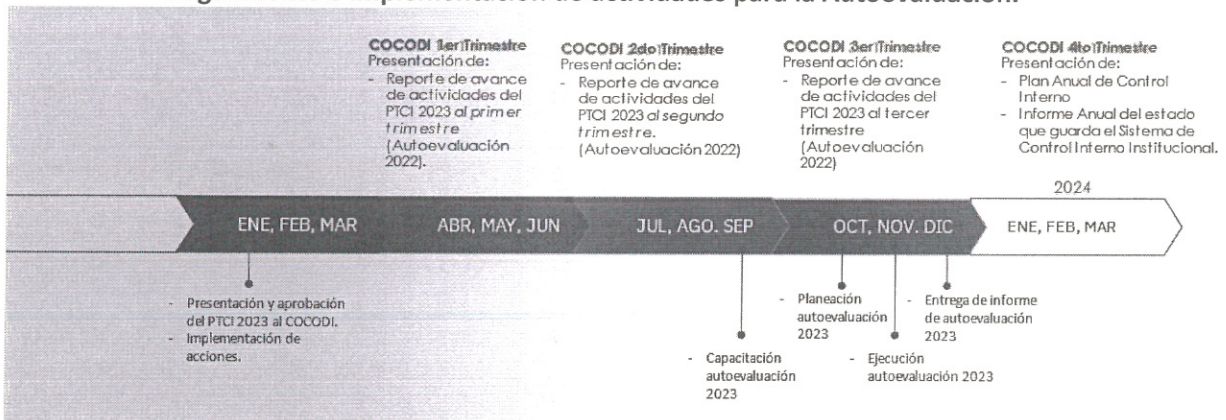 implementación de actividades para la Autoevaluación.
COCODI 1er Trimestre
Presentación de:
- Reporte de avance
de actividades del
PTCI 2023 al primer
trimestre
(Autoevaluación
2022).
COCODI 2do Trimestre
Presentación de:
- Reporte de avance
de actividades del
PTCI 2023 al segundo
trimestre.
(Autoevaluación 2022)
COCODI 3er Trimestre
Presentación de:
- Reporte de avance
de actividades del
PTCI 2023 al tercer
trimestre
(Autoevaluación
2022)
COCODI 4to Trimestre
Presentación de:
- Plan Anual de Control
Interno
- Informe Anual del estado
que guarda el Sistema de
Control Interno Institucional.
2024
ENE, FEB, MAR
ABR, MAY, JUN
JUL, AGO. SEP
OCT, NOV. DIC
ENE, FEB, MAR
- Presentación y aprobación
del PTCI 2023 al COCODI.
- Implementación de
acciones.
- Capacitación
autoevaluación
2023
- Planeación
autoevaluación
2023
- Ejecución
autoevaluación 2023
- Entrega de informe
de autoevaluación
2023